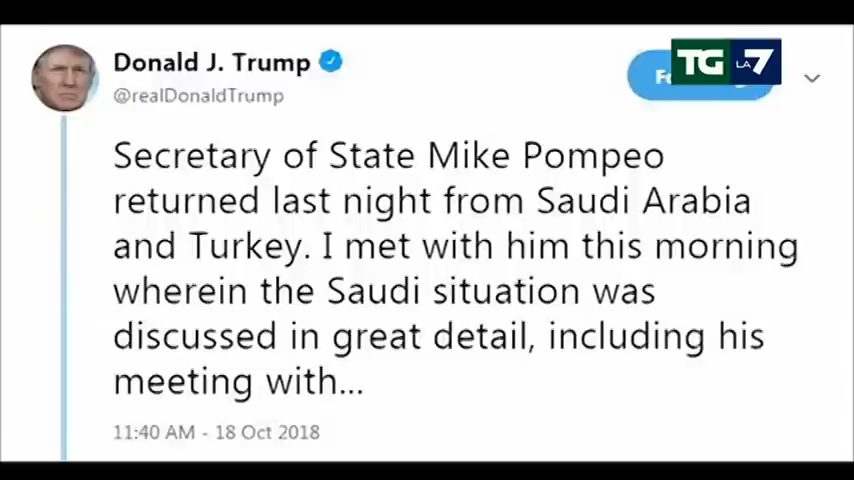 Donald J. Trump
@realDonaldTrump
TG LA 7
Secretary of State Mike Pompeo
returned last night from Saudi Arabia
and Turkey. I met with him this morning
wherein the Saudi situation was
discussed in great detail, including his
meeting with...
11:40 AM - 18 Oct 2018